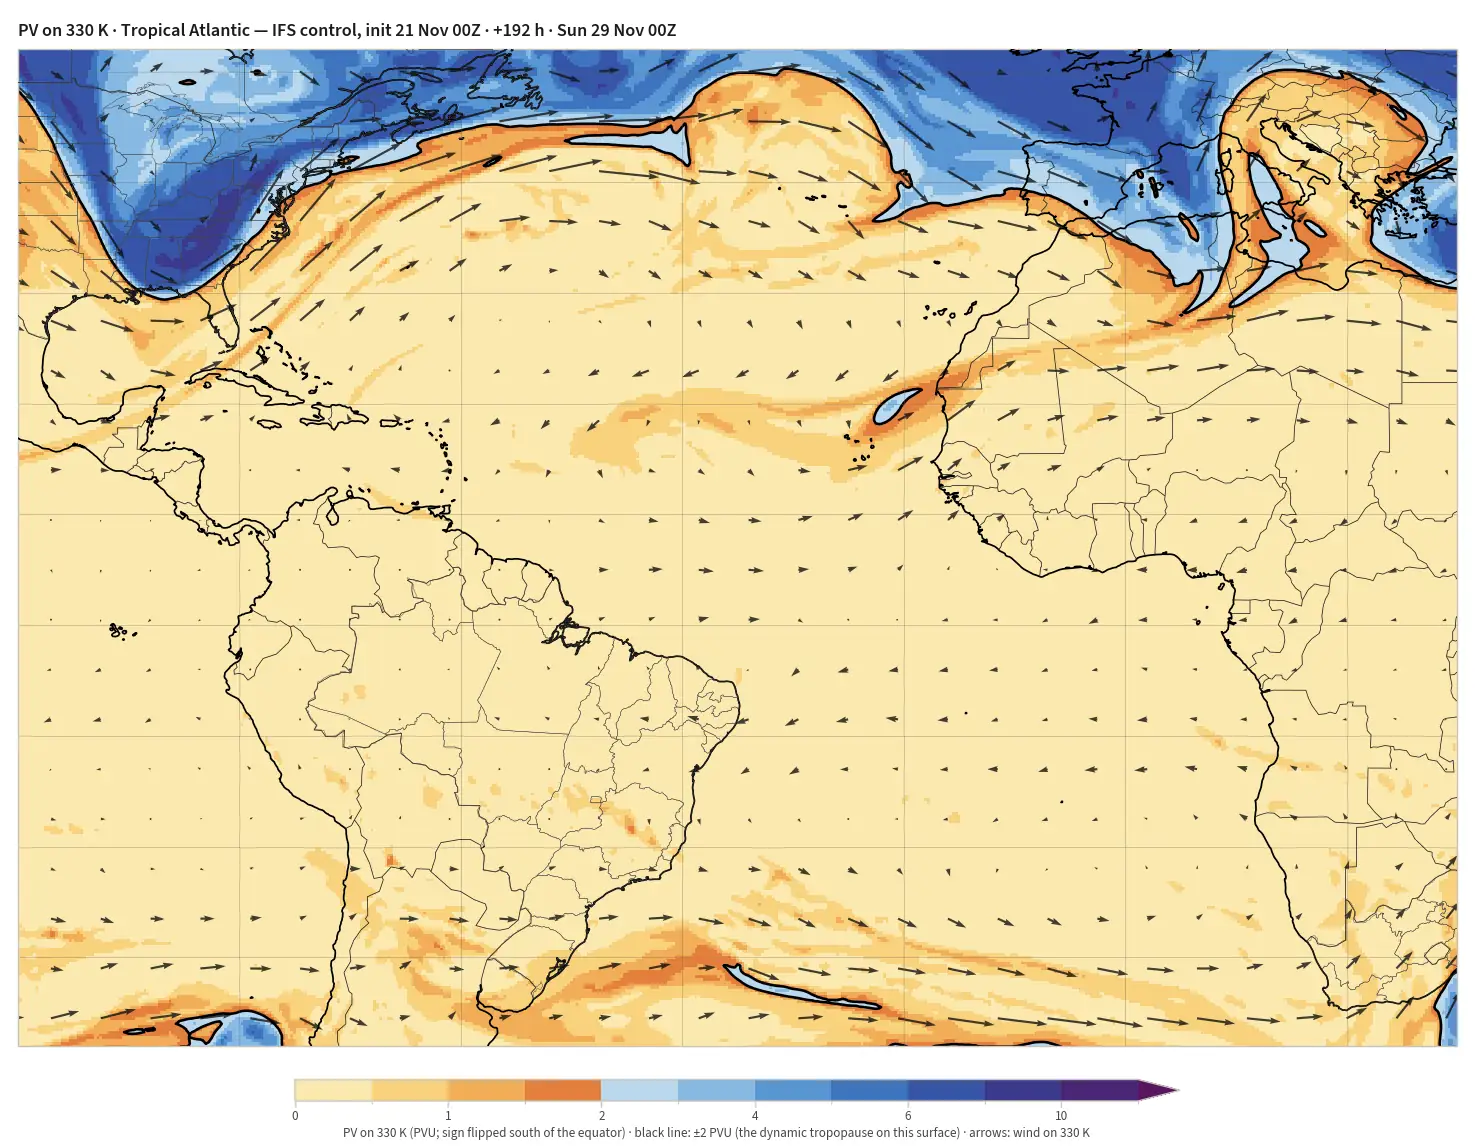 PV on 330 K · Tropical Atlantic — IFS control, init 21 Nov 00Z · +192 h · Sun 29 Nov 00Z
0 1 2 4 6 8 10
PV on 330 K (PVU; sign flipped south of the equator) · black line: ±2 PVU (the dynamic tropopause on this surface) · arrows: wind on 330 K